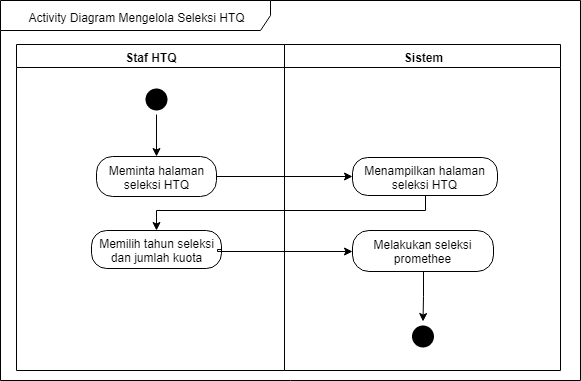 Activity Diagram Mengelola Seleksi HTQ
Staf HTQ
Sistem
Meminta halaman
seleksi HTQ
Menampilkan halaman
seleksi HTQ
Memilih tahun seleksi
dan jumlah kuota
Melakukan seleksi
promethee